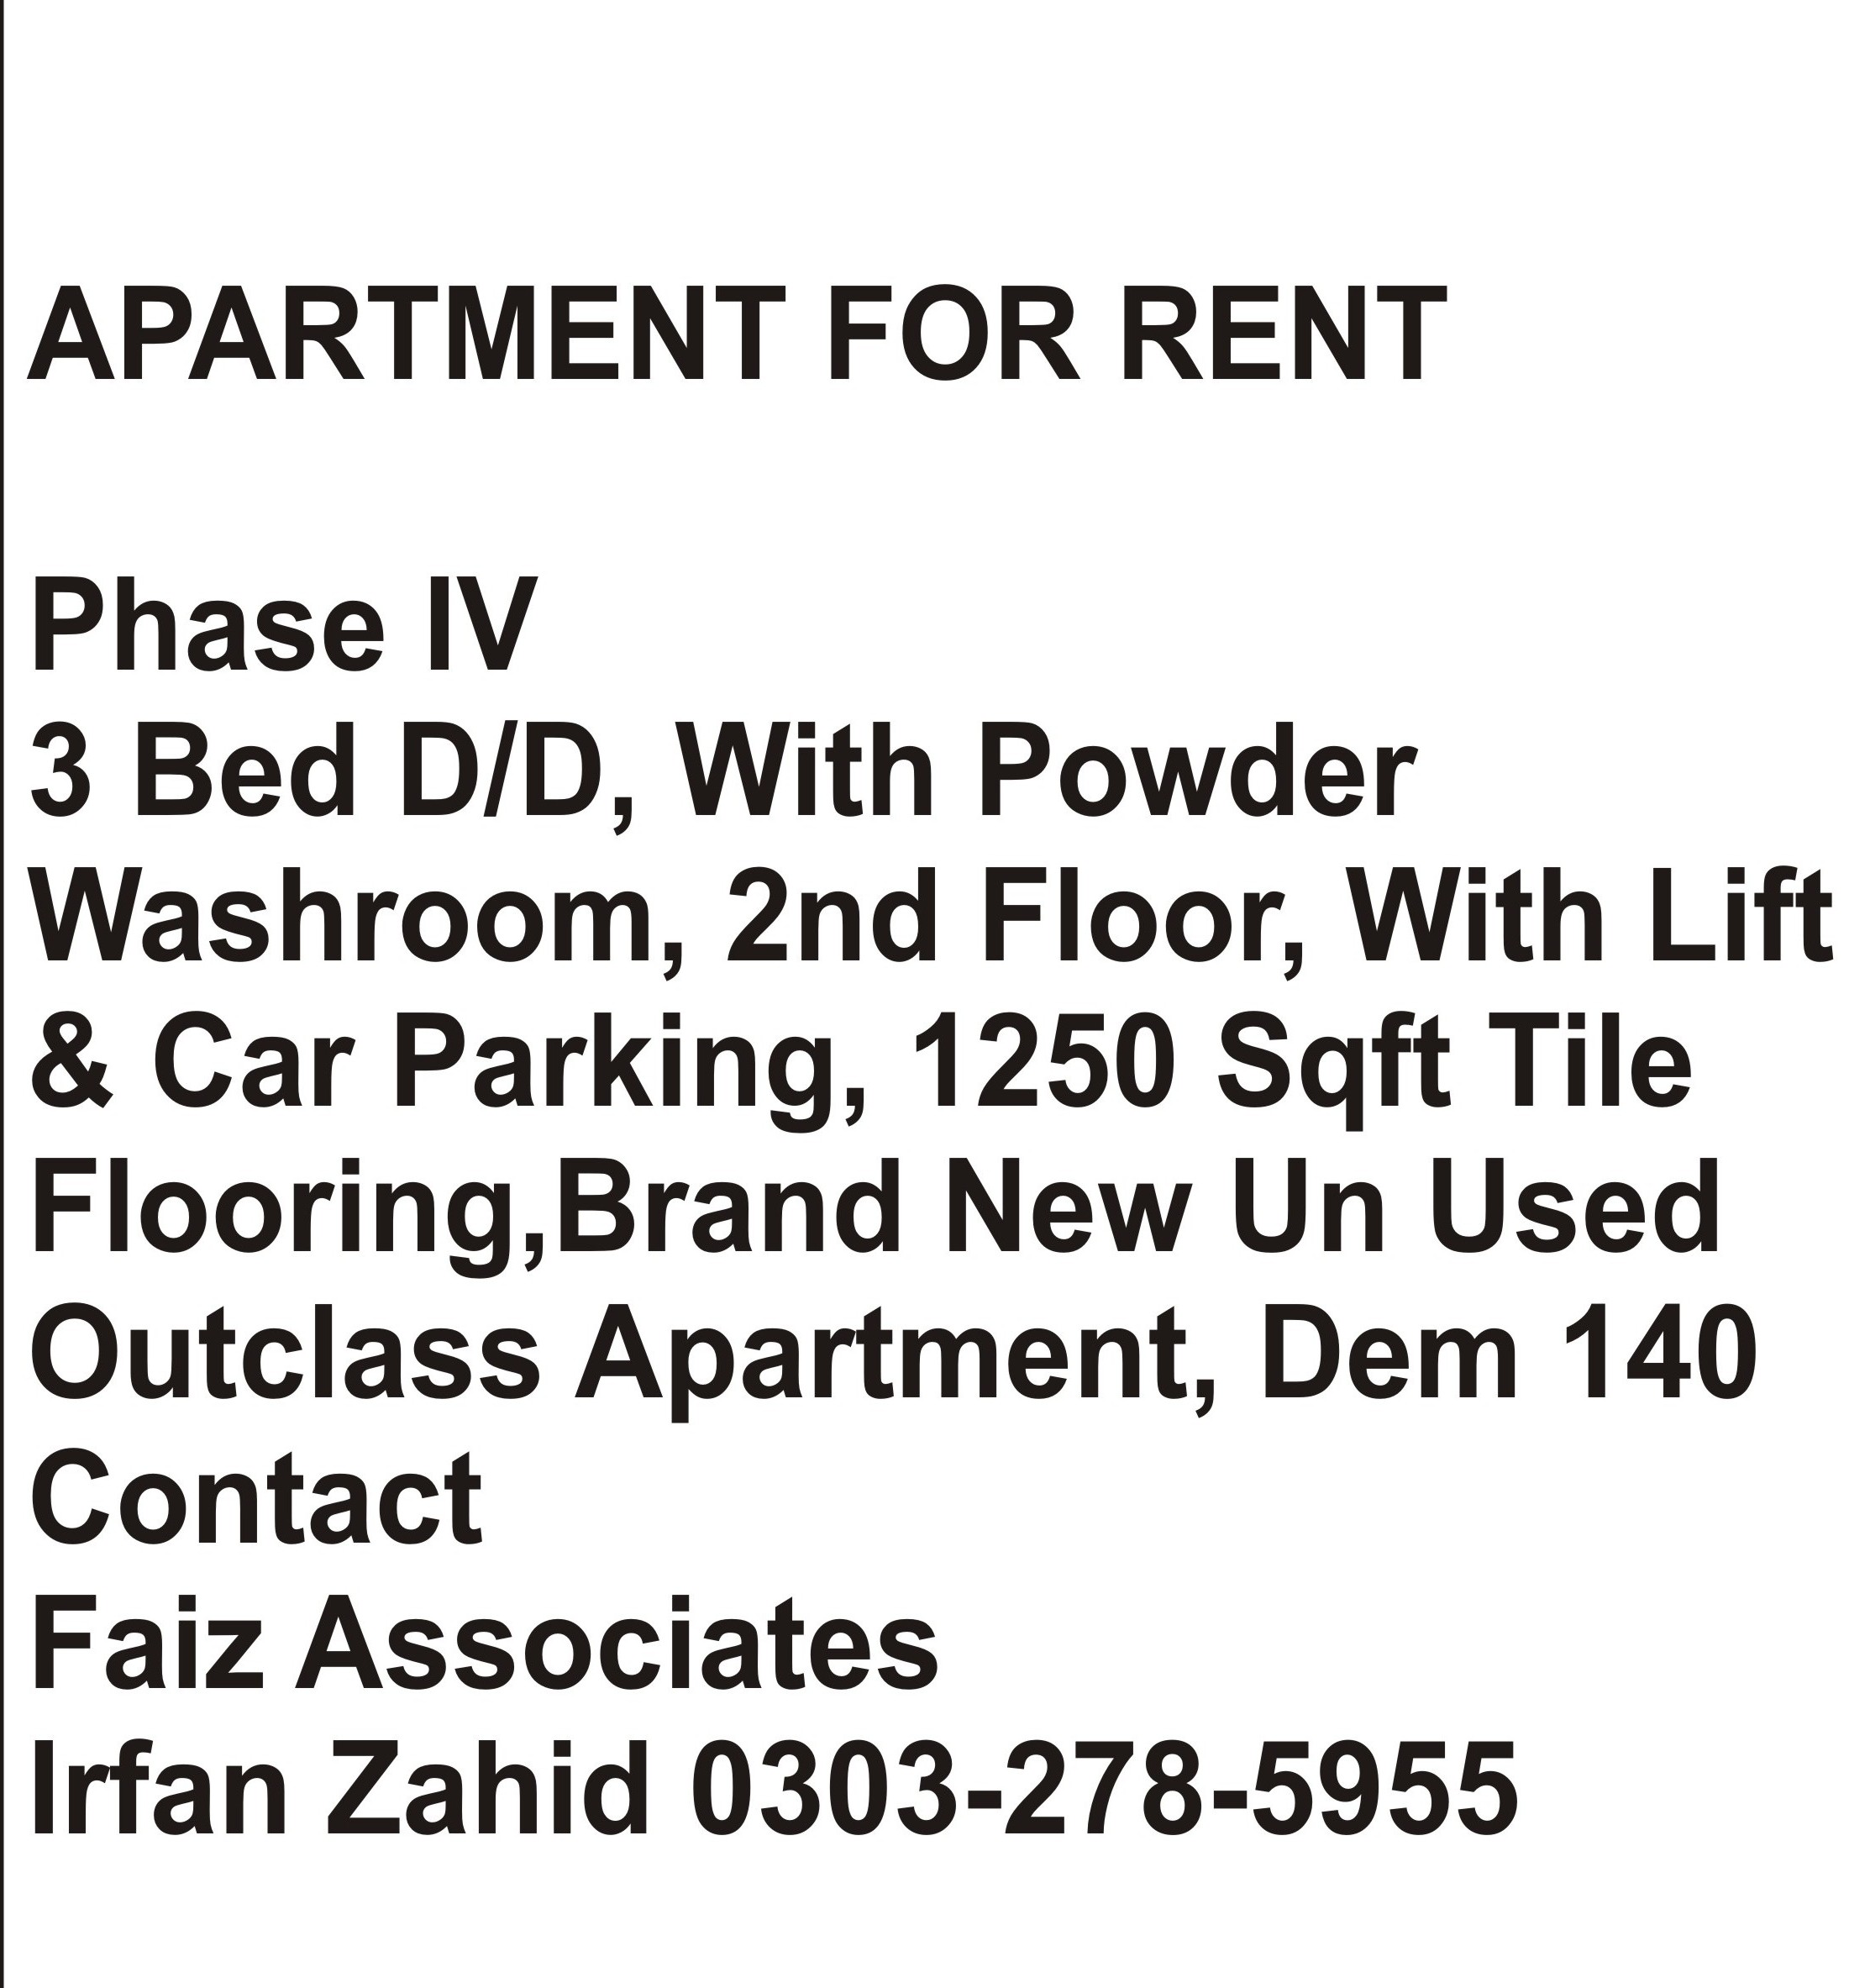 APARTMENT FOR RENT
Phase IV
3 Bed D/D, With Powder
Washroom, 2nd Floor, With Lift
& Car Parking, 1250 Sqft Tile
Flooring,Brand New Un Used
Outclass Apartment, Dem 140
Contact
Faiz Associates
Irfan Zahid 0303-278-5955